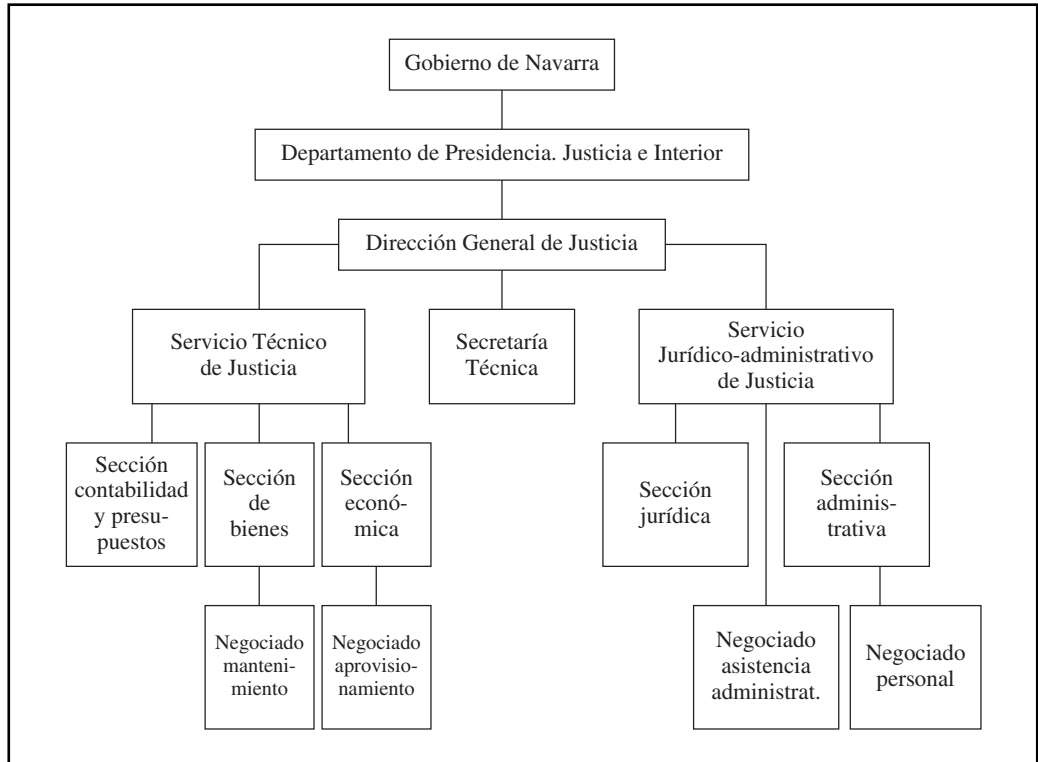 Gobierno de Navarra
Departamento de Presidencia. Justicia e Interior
Dirección General de Justicia
Servicio Técnico
de Justicia
Secretaría
Técnica
Servicio
Jurídico-administrativo
de Justicia
Sección
contabilidad
y presu-
puestos
Sección
de
bienes
Sección
econó-
mica
Sección
jurídica
Sección
adminis-
trativa
Negociado
manteni-
miento
Negociado
aprovisio-
namiento
Negociado
asistencia
administrat.
Negociado
personal